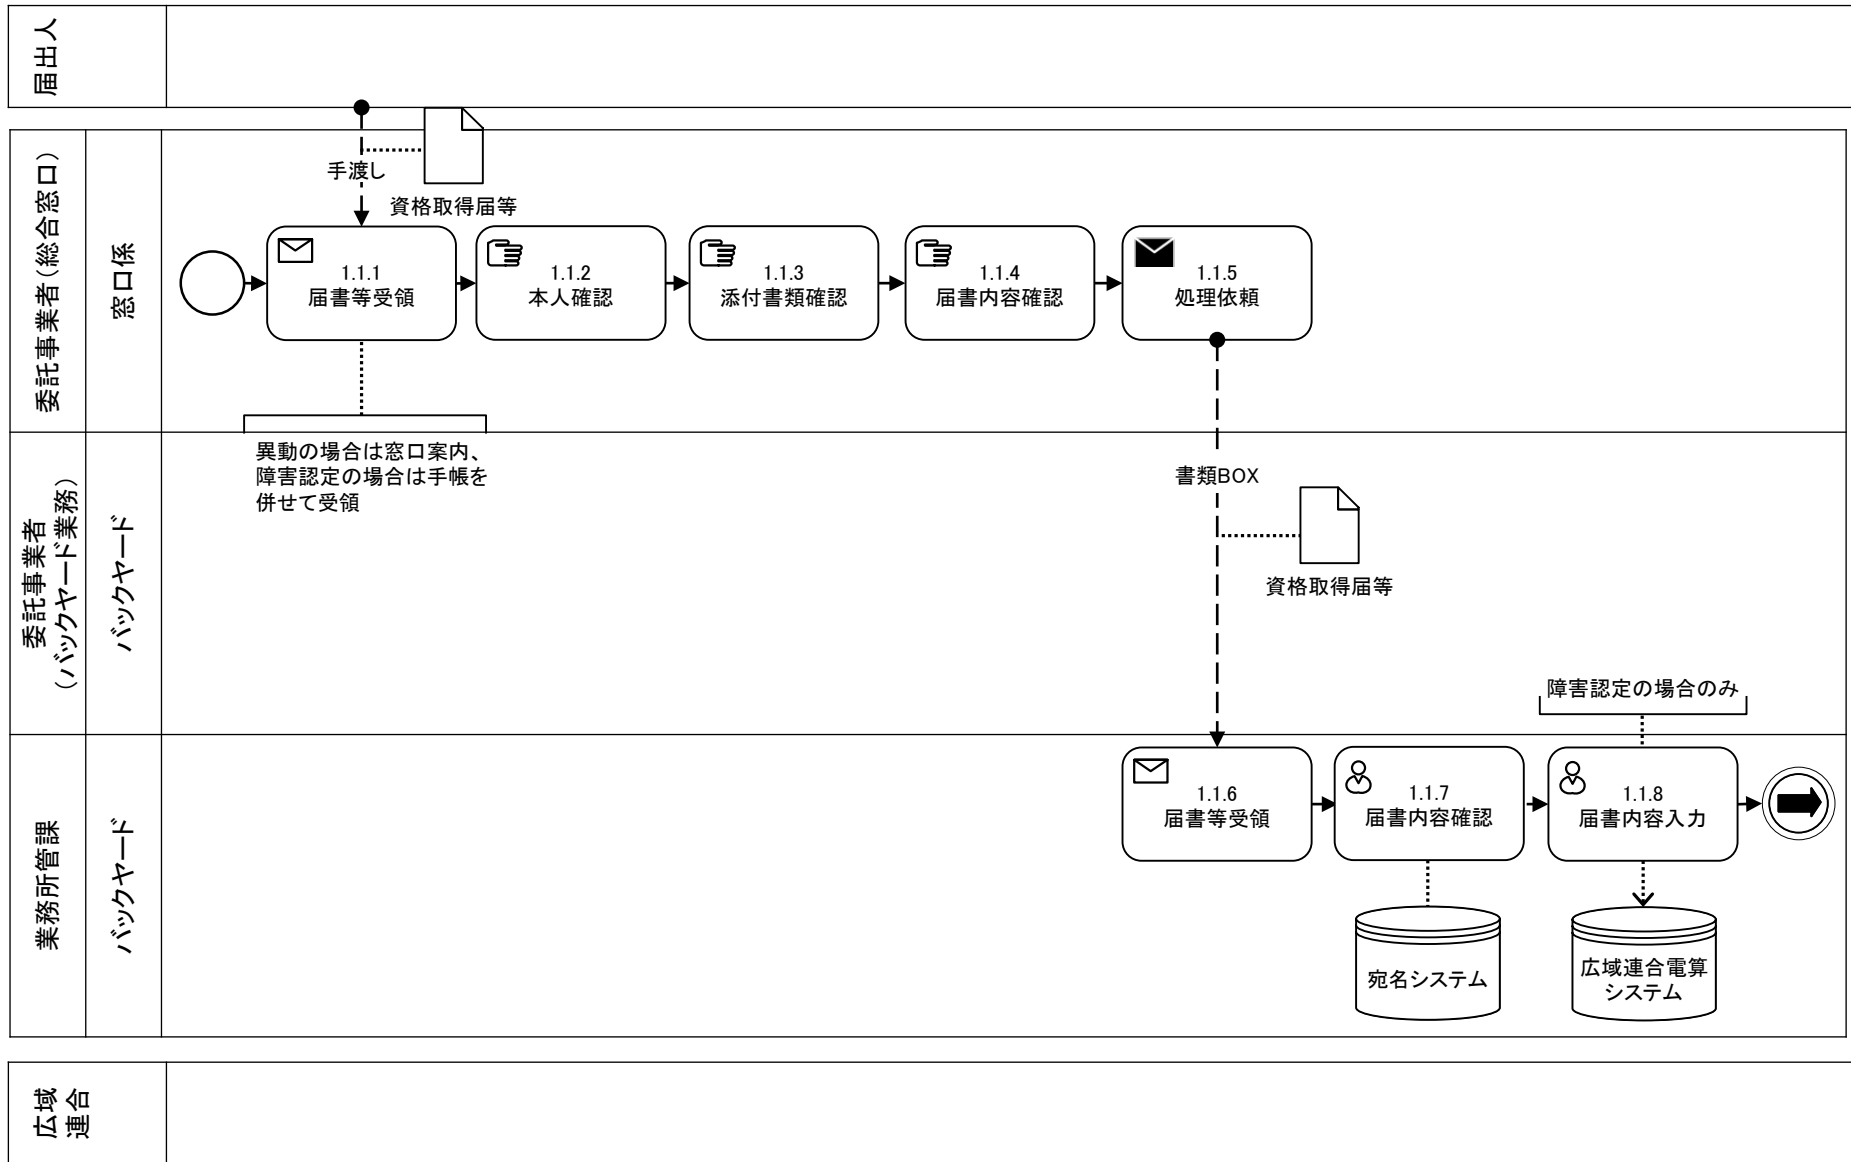 届出人
委託事業者（総合窓口）
窓口係
手渡し
資格取得届等
1.1.1
届書等受領
1.1.2
本人確認
1.1.3
添付書類確認
1.1.4
届書内容確認
1.1.5
処理依頼
異動の場合は窓口案内、
障害認定の場合は手帳を
併せて受領
委託事業者
（バックヤード業務）
バックヤード
書類BOX
資格取得届等
障害認定の場合のみ
業務所管課
バックヤード
1.1.6
届書等受領
1.1.7
届書内容確認
1.1.8
届書内容入力
宛名システム
広域連合電算
システム
広域
連合